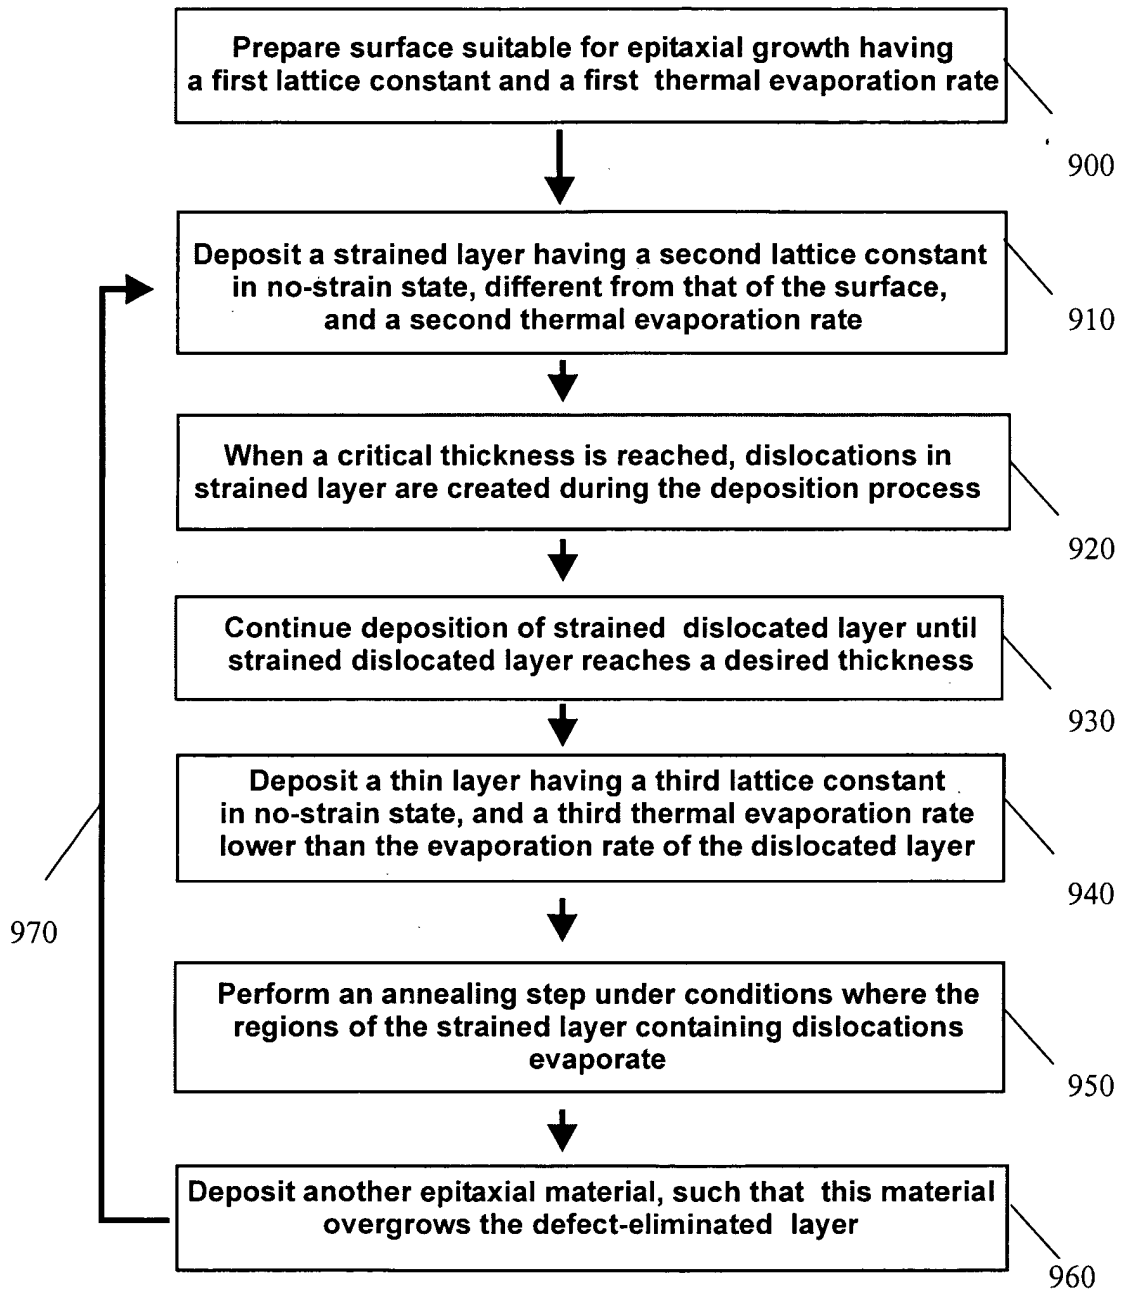 Prepare surface suitable for epitaxial growth having
a first lattice constant and a first thermal evaporation rate
900
Deposit a strained layer having a second lattice constant
in no-strain state, different from that of the surface,
and a second thermal evaporation rate
910
When a critical thickness is reached, dislocations in
strained layer are created during the deposition process
920
Continue deposition of strained dislocated layer until
strained dislocated layer reaches a desired thickness
930
Deposit a thin layer having a third lattice constant
in no-strain state, and a third thermal evaporation rate
lower than the evaporation rate of the dislocated layer
940
970
Perform an annealing step under conditions where the
regions of the strained layer containing dislocations
evaporate
950
Deposit another epitaxial material, such that this material
overgrows the defect-eliminated layer
960